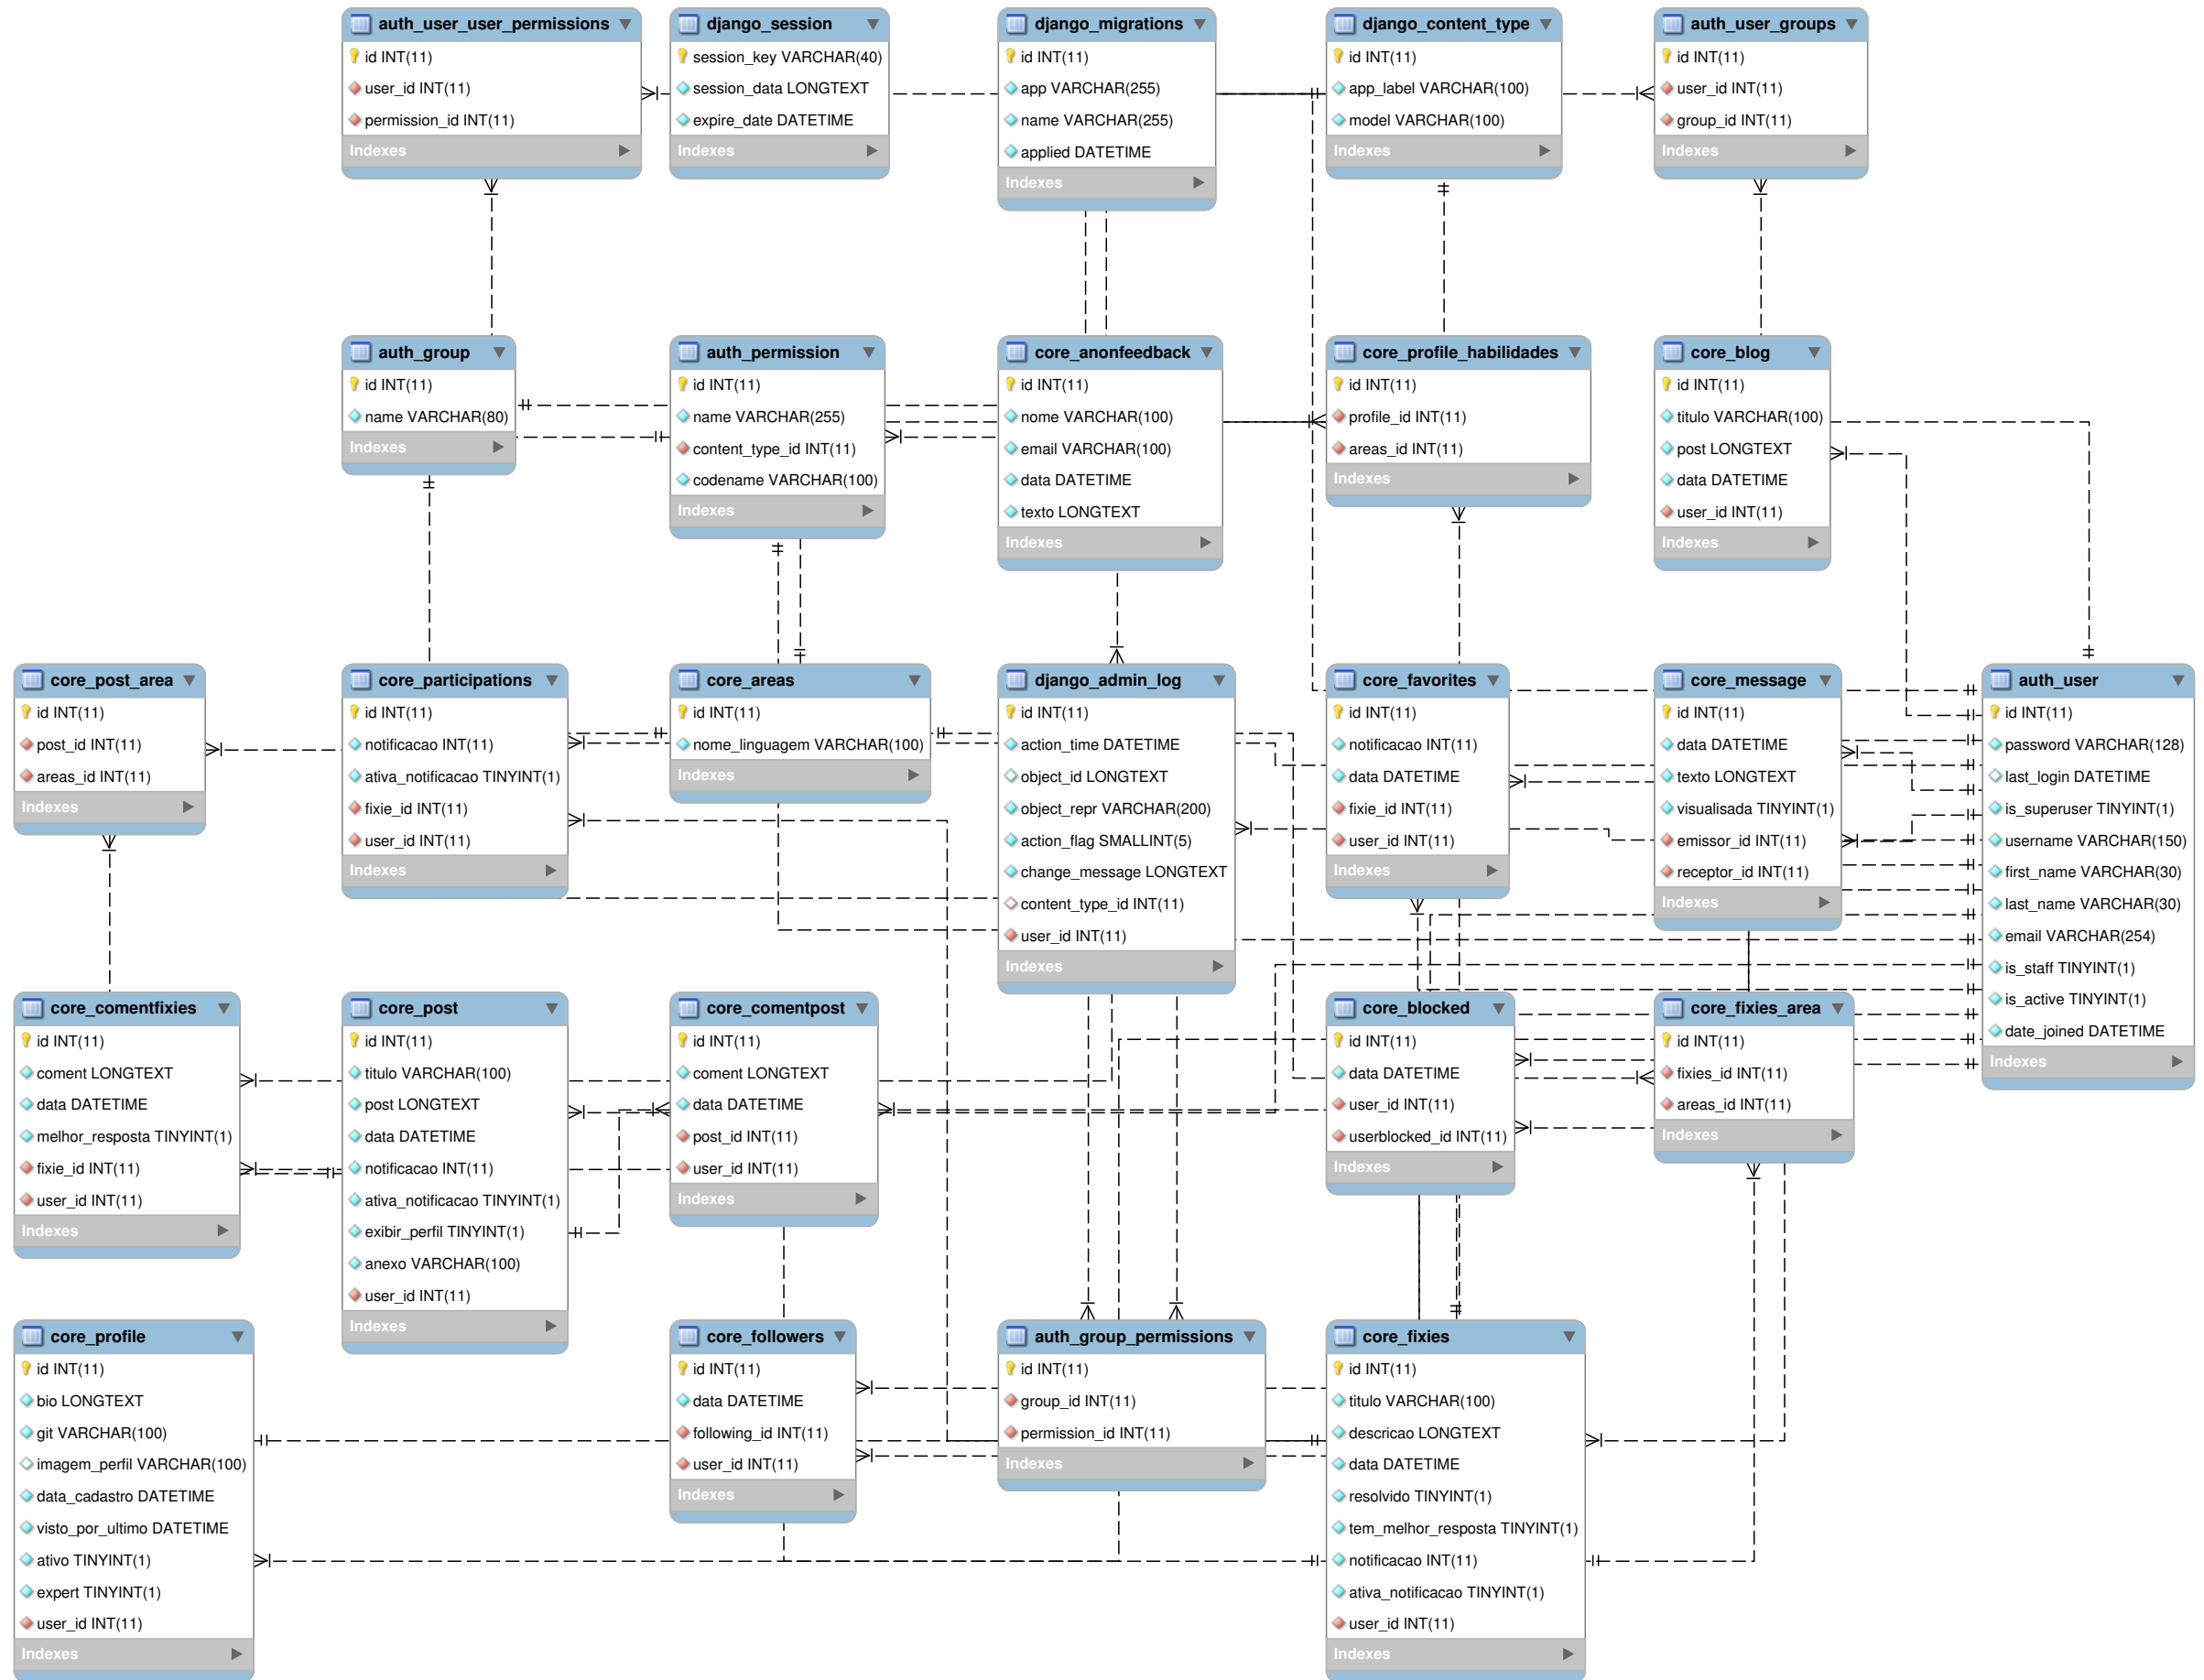 auth_user_user_permissions
id INT(11)
user_id INT(11)
permission_id INT(11)
Indexes
django_session
session_key VARCHAR(40)
session_data LONGTEXT
expire_date DATETIME
Indexes
django_migrations
id INT(11)
app VARCHAR(255)
name VARCHAR(255)
applied DATETIME
Indexes
django_content_type
id INT(11)
app_label VARCHAR(100)
model VARCHAR(100)
Indexes
auth_user_groups
id INT(11)
user_id INT(11)
group_id INT(11)
Indexes
auth_group
id INT(11)
name VARCHAR(80)
Indexes
auth_permission
id INT(11)
name VARCHAR(255)
content_type_id INT(11)
codename VARCHAR(100)
Indexes
core_anonfeedback
id INT(11)
nome VARCHAR(100)
email VARCHAR(100)
data DATETIME
texto LONGTEXT
Indexes
core_profile_habilidades
id INT(11)
profile_id INT(11)
areas_id INT(11)
Indexes
core_blog
id INT(11)
titulo VARCHAR(100)
post LONGTEXT
data DATETIME
user_id INT(11)
Indexes
core_post_area
id INT(11)
post_id INT(11)
areas_id INT(11)
Indexes
core_participations
id INT(11)
notificacao INT(11)
ativa_notificacao TINYINT(1)
fixie_id INT(11)
user_id INT(11)
Indexes
core_areas
id INT(11)
nome_linguagem VARCHAR(100)
Indexes
django_admin_log
id INT(11)
action_time DATETIME
object_id LONGTEXT
object_repr VARCHAR(200)
action_flag SMALLINT(5)
change_message LONGTEXT
content_type_id INT(11)
user_id INT(11)
Indexes
core_favorites
id INT(11)
notificacao INT(11)
data DATETIME
fixie_id INT(11)
user_id INT(11)
Indexes
core_message
id INT(11)
data DATETIME
texto LONGTEXT
visualisada TINYINT(1)
emissor_id INT(11)
receptor_id INT(11)
Indexes
auth_user
id INT(11)
password VARCHAR(128)
last_login DATETIME
is_superuser TINYINT(1)
username VARCHAR(150)
first_name VARCHAR(30)
last_name VARCHAR(30)
email VARCHAR(254)
is_staff TINYINT(1)
is_active TINYINT(1)
date_joined DATETIME
Indexes
core_comentfixies
id INT(11)
coment LONGTEXT
data DATETIME
melhor_resposta TINYINT(1)
fixie_id INT(11)
user_id INT(11)
Indexes
core_post
id INT(11)
titulo VARCHAR(100)
post LONGTEXT
data DATETIME
notificacao INT(11)
ativa_notificacao TINYINT(1)
exibir_perfil TINYINT(1)
anexo VARCHAR(100)
user_id INT(11)
Indexes
core_comentpost
id INT(11)
coment LONGTEXT
data DATETIME
post_id INT(11)
user_id INT(11)
Indexes
core_blocked
id INT(11)
data DATETIME
user_id INT(11)
userblocked_id INT(11)
Indexes
core_fixies_area
id INT(11)
fixies_id INT(11)
areas_id INT(11)
Indexes
core_profile
id INT(11)
bio LONGTEXT
git VARCHAR(100)
imagem_perfil VARCHAR(100)
data_cadastro DATETIME
visto_por_ultimo DATETIME
ativo TINYINT(1)
expert TINYINT(1)
user_id INT(11)
Indexes
core_followers
id INT(11)
data DATETIME
following_id INT(11)
user_id INT(11)
Indexes
auth_group_permissions
id INT(11)
group_id INT(11)
permission_id INT(11)
Indexes
core_fixies
id INT(11)
titulo VARCHAR(100)
descricao LONGTEXT
data DATETIME
resolvido TINYINT(1)
tem_melhor_resposta TINYINT(1)
notificacao INT(11)
ativa_notificacao TINYINT(1)
user_id INT(11)
Indexes